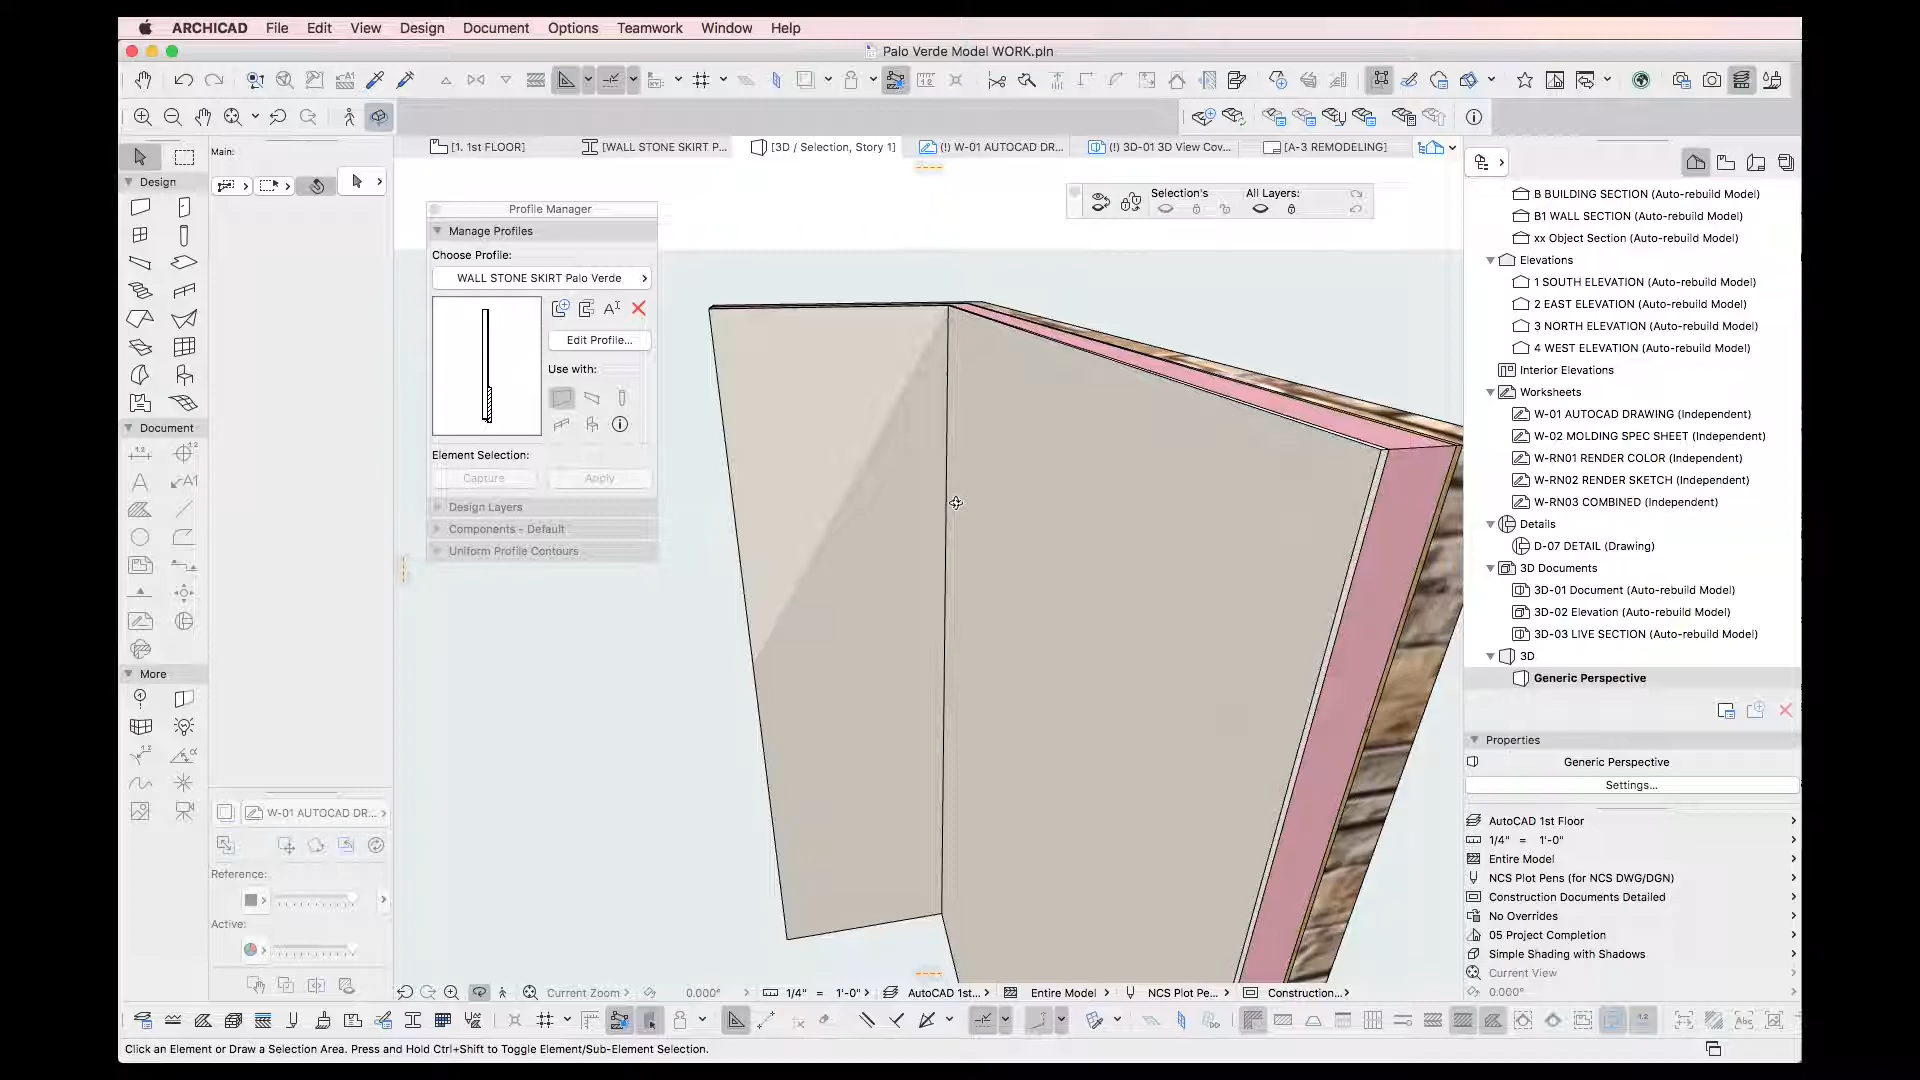 ARCHICAD File Edit View Design Document Options Teamwork Window Help
Palo Verde Model WORK.pln
[1. 1st FLOOR]
[WALL STONE SKIRT P...
[3D / Selection, Story 1]
(!) W-01 AUTOCAD DR...
(!) 3D-01 3D View Cov...
[A-3 REMODELING]
Main:
Design
Document
More
Profile Manager
Manage Profiles
Choose Profile:
WALL STONE SKIRT Palo Verde
Edit Profile...
Use with:
Element Selection:
Capture
Apply
Design Layers
Components - Default
Uniform Profile Contours
Selection's
All Layers:
B BUILDING SECTION (Auto-rebuild Model)
B1 WALL SECTION (Auto-rebuild Model)
xx Object Section (Auto-rebuild Model)
Elevations
1 SOUTH ELEVATION (Auto-rebuild Model)
2 EAST ELEVATION (Auto-rebuild Model)
3 NORTH ELEVATION (Auto-rebuild Model)
4 WEST ELEVATION (Auto-rebuild Model)
Interior Elevations
Worksheets
W-01 AUTOCAD DRAWING (Independent)
W-02 MOLDING SPEC SHEET (Independent)
W-RN01 RENDER COLOR (Independent)
W-RN02 RENDER SKETCH (Independent)
W-RN03 COMBINED (Independent)
Details
D-07 DETAIL (Drawing)
3D Documents
3D-01 Document (Auto-rebuild Model)
3D-02 Elevation (Auto-rebuild Model)
3D-03 LIVE SECTION (Auto-rebuild Model)
3D
Generic Perspective
Properties
Generic Perspective
Settings...
AutoCAD 1st Floor
1/4" = 1'-0"
Entire Model
NCS Plot Pens (for NCS DWG/DGN)
Construction Documents Detailed
No Overrides
05 Project Completion
Simple Shading with Shadows
Current View
0.000°
W-01 AUTOCAD DR...
Reference:
Active:
Current Zoom
0.000°
1/4" = 1'-0"
AutoCAD 1st...
Entire Model
NCS Plot Pe...
Construction...
Click an Element or Draw a Selection Area. Press and Hold Ctrl+Shift to Toggle Element/Sub-Element Selection.